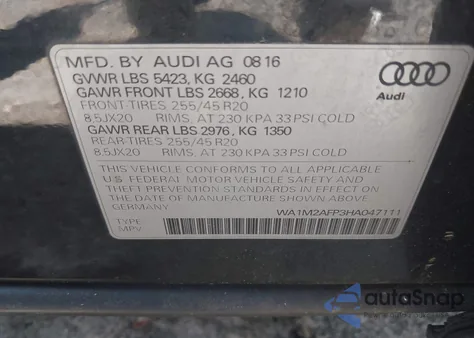 MFD. BY AUDI AG 08 16
GVWR LBS 5423, KG 2460
GAWR FRONT LBS 2668, KG 1210
FRONT-TIRES 255/45 R20
8.5JX20 RIMS, AT 230 KPA 33 PSI COLD
GAWR REAR LBS 2976, KG 1350
REAR-TIRES 255/45 R20
8.5JX20 RIMS, AT 230 KPA 33 PSI COLD
THIS VEHICLE CONFORMS TO ALL APPLICABLE
U.S. FEDERAL MOTOR VEHICLE SAFETY AND
THEFT PREVENTION STANDARDS IN EFFECT ON
THE DATE OF MANUFACTURE SHOWN ABOVE
GERMANY
WA1M2AFP3HA047111
TYPE:
MPV
Audi
autoSnap